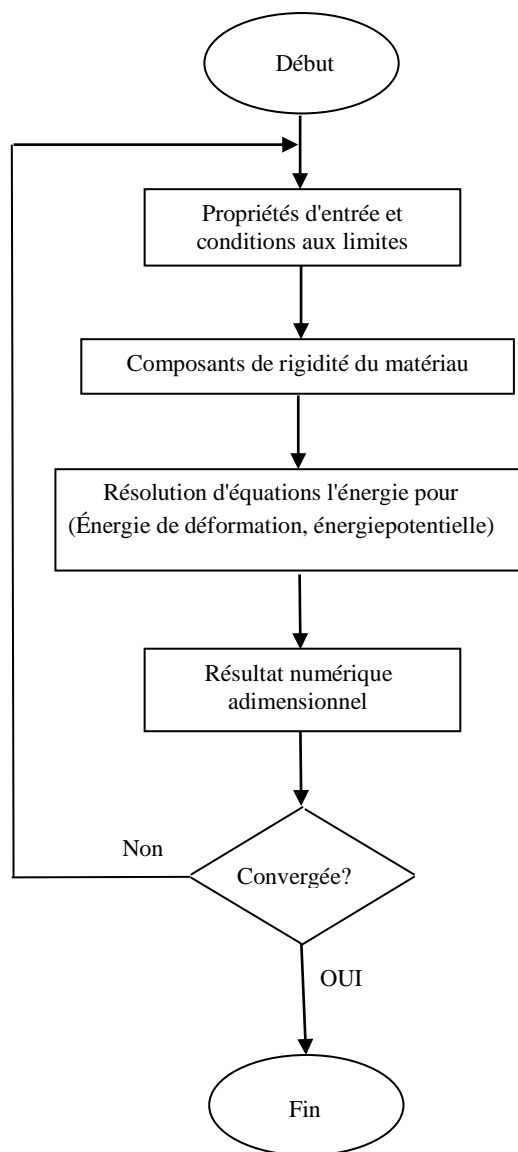 Début
Propriétés d'entrée et
conditions aux limites
Composants de rigidité du matériau
Résolution d'équations l'énergie pour
(Énergie de déformation, énergiepotentielle)
Résultat numérique
adimensionnel
Non
Convergée?
OUI
Fin